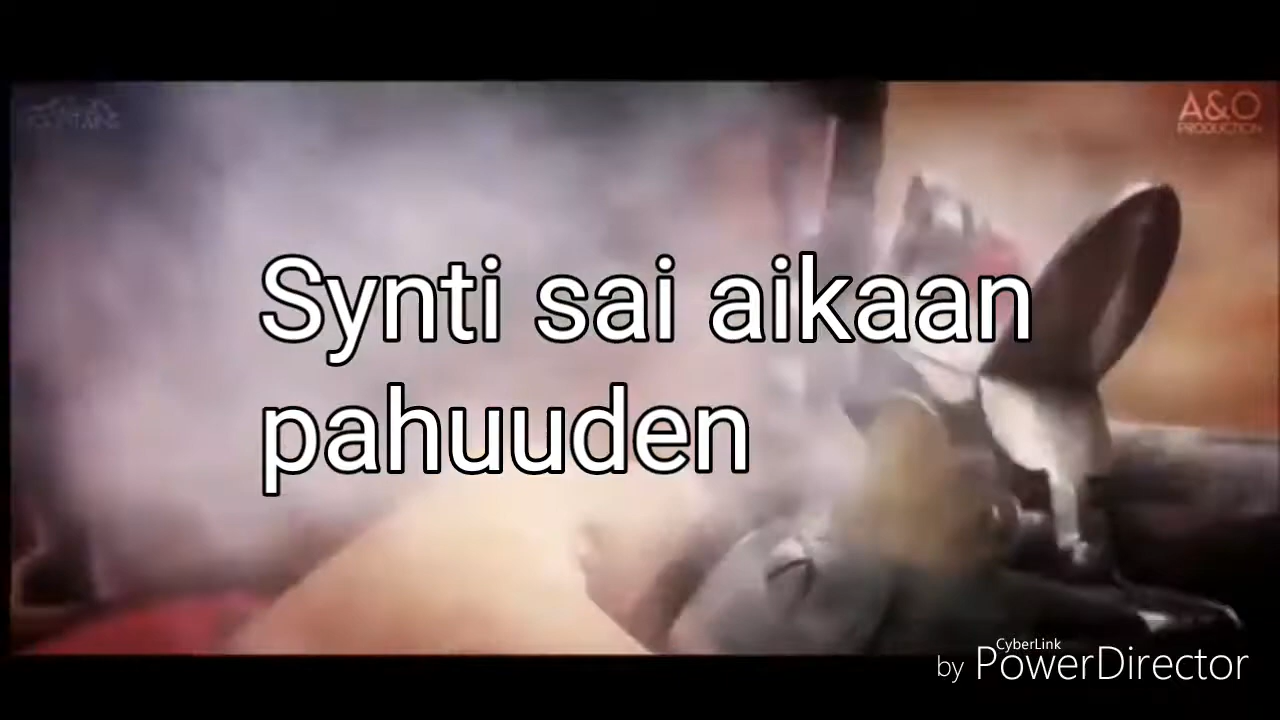 A&O
PRODUCTION
Synti sai aikaan
pahuuden
CyberLink
by PowerDirector